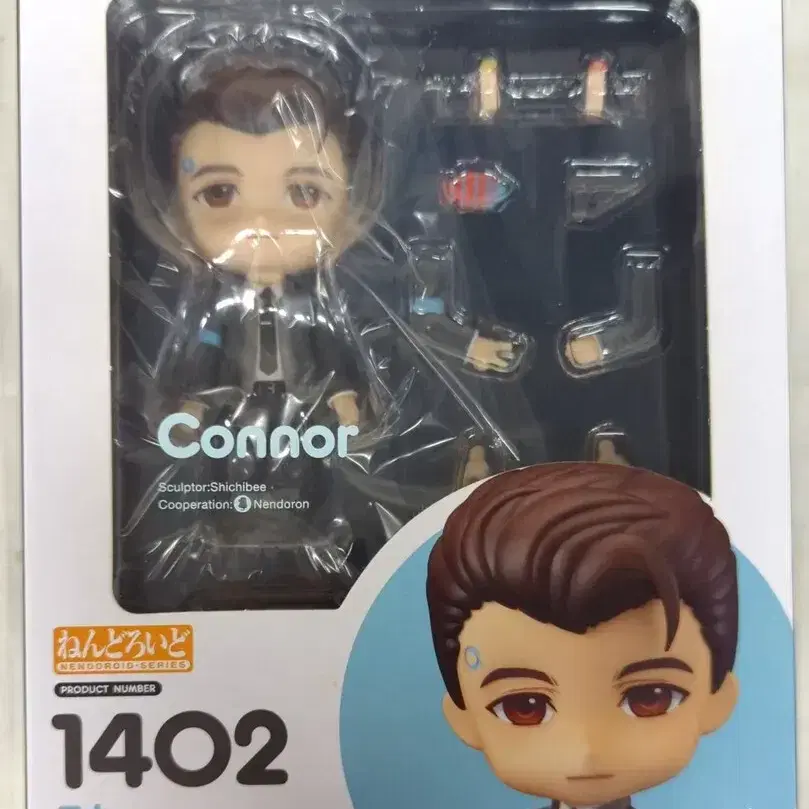 Connor
Sculptor:Shichibee
Cooperation: Nendoron
ねんどろいど
NENDOROID-SERIES
PRODUCT NUMBER
1402